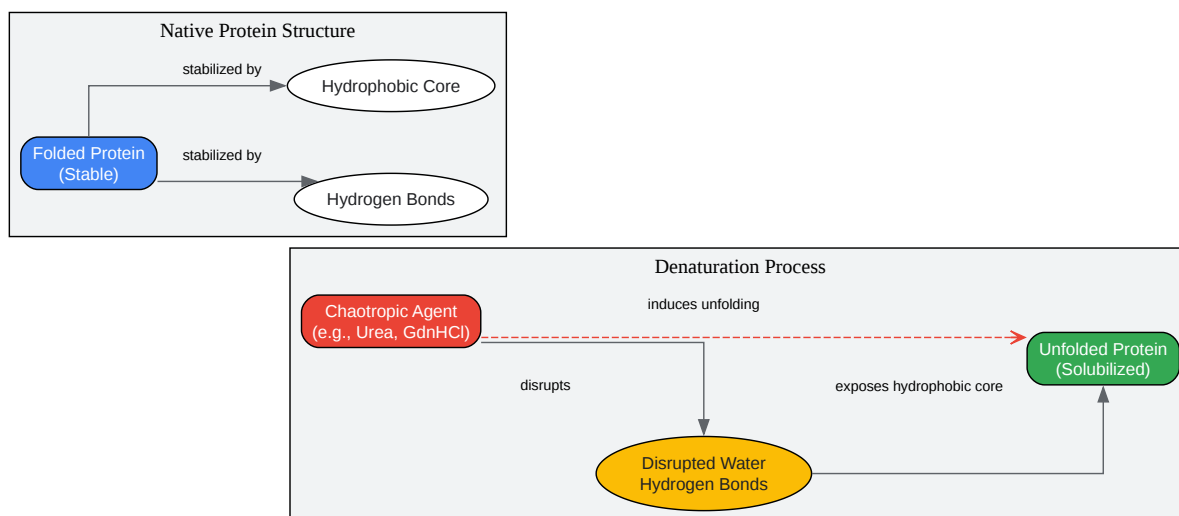 Native Protein Structure
stabilized by
Hydrophobic Core
Folded Protein
(Stable)
stabilized by
Hydrogen Bonds
Denaturation Process
Chaotropic Agent
(e.g., Urea, GdnHCl)
induces unfolding
Unfolded Protein
(Solubilized)
disrupts
exposes hydrophobic core
Disrupted Water
Hydrogen Bonds